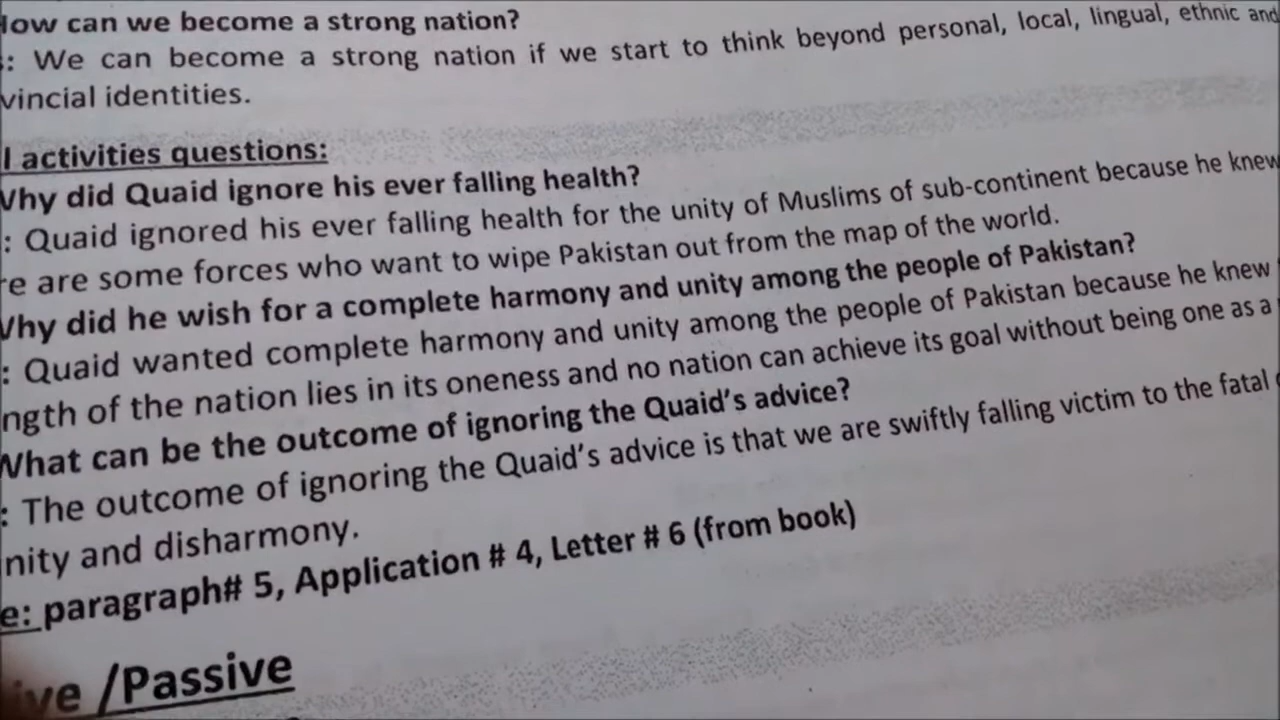 How can we become a strong nation?
: We can become a strong nation if we start to think beyond personal, local, lingual, ethnic and
vincial identities.
l activities questions:
Why did Quaid ignore his ever falling health?
: Quaid ignored his ever falling health for the unity of Muslims of sub-continent because he knew
re are some forces who want to wipe Pakistan out from the map of the world.
Why did he wish for a complete harmony and unity among the people of Pakistan?
: Quaid wanted complete harmony and unity among the people of Pakistan because he knew
ngth of the nation lies in its oneness and no nation can achieve its goal without being one as a
What can be the outcome of ignoring the Quaid's advice?
: The outcome of ignoring the Quaid's advice is that we are swiftly falling victim to the fatal
nity and disharmony.
e: paragraph# 5, Application # 4, Letter # 6 (from book)
ive /Passive